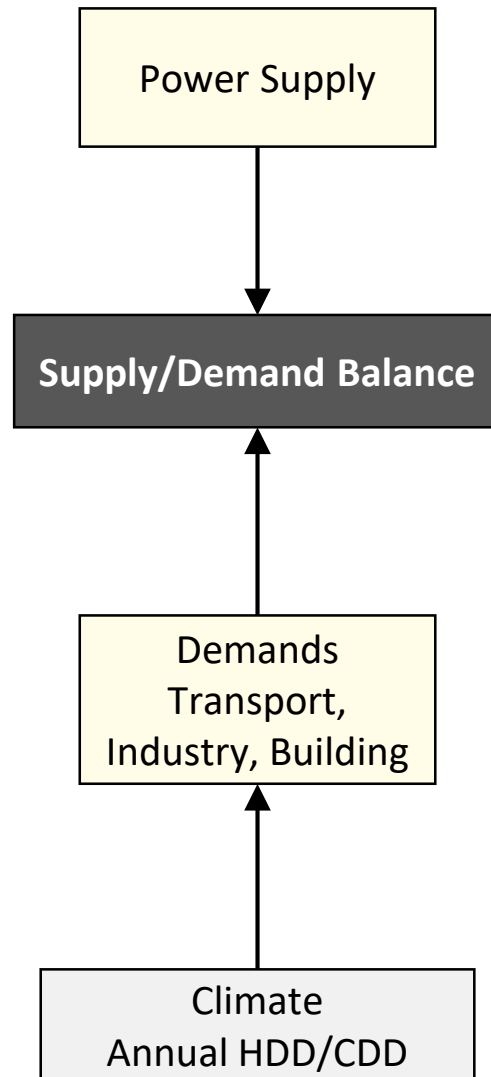 Power Supply
Supply/Demand Balance
Demands
Transport,
Industry, Building
Climate
Annual HDD/CDD